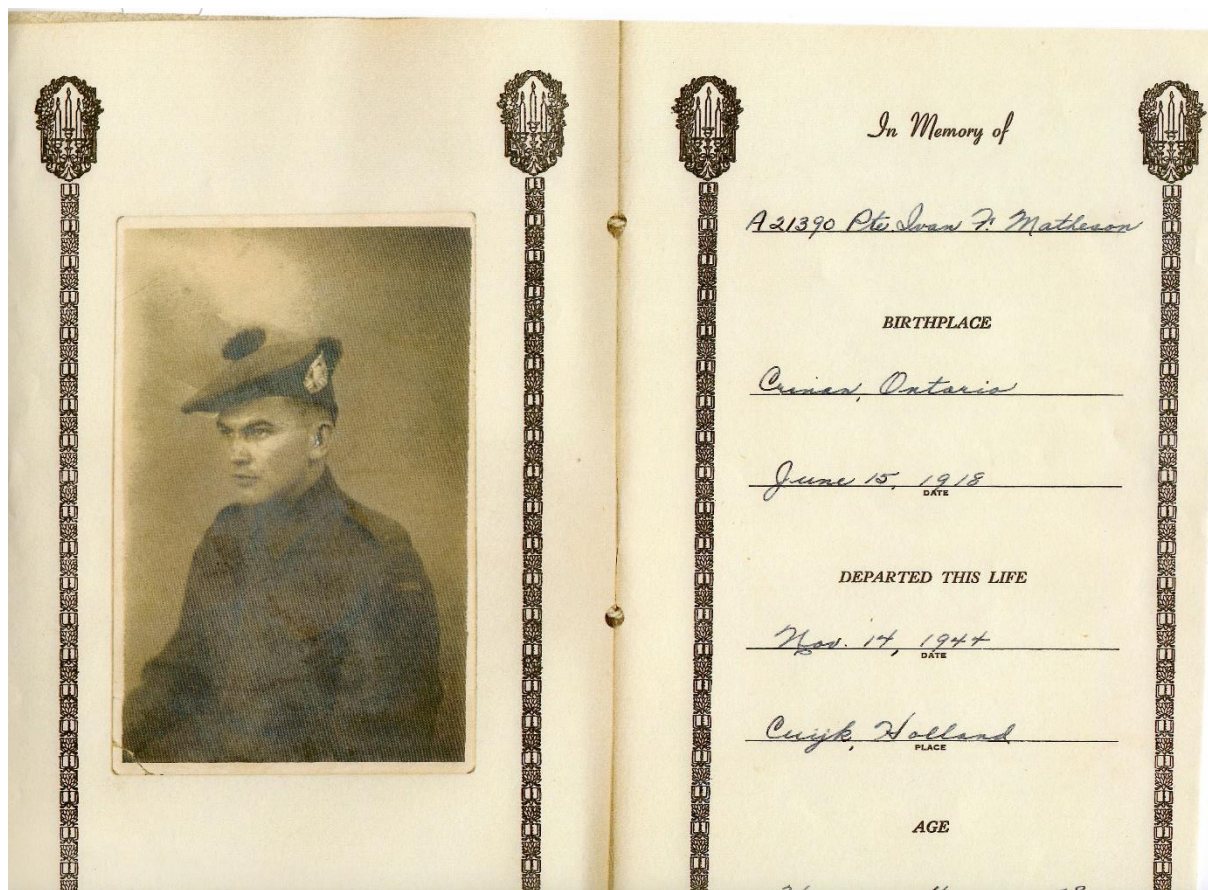 In Memory of
A21390 Pte. Ivan F. Matheson
BIRTHPLACE
Crinan, Ontario
June 15, 1918
DATE
DEPARTED THIS LIFE
Nov. 14, 1944
DATE
Cuijk, Holland
PLACE
AGE